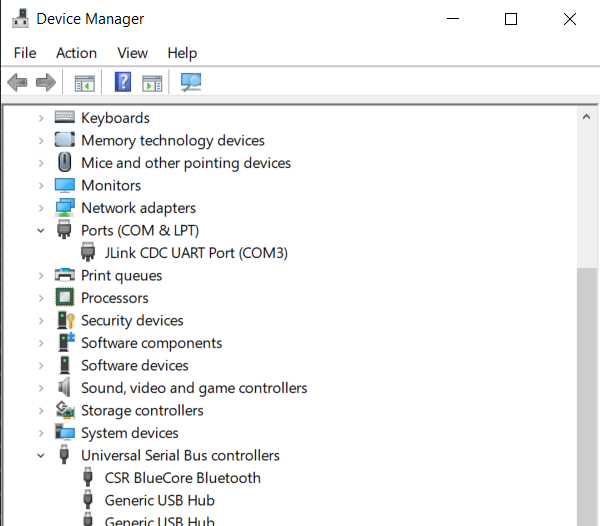 Device Manager
File Action View Help
Keyboards
Memory technology devices
Mice and other pointing devices
Monitors
Network adapters
Ports (COM & LPT)
JLink CDC UART Port (COM3)
Print queues
Processors
Security devices
Software components
Software devices
Sound, video and game controllers
Storage controllers
System devices
Universal Serial Bus controllers
CSR BlueCore Bluetooth
Generic USB Hub
Generic USB Hub